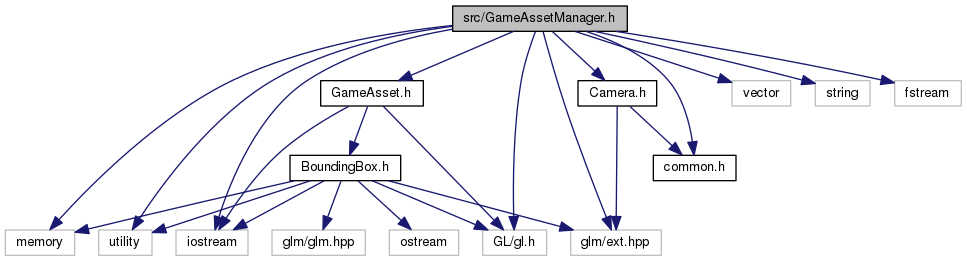 src/GameAssetManager.h
GameAsset.h
Camera.h
vector
string
fstream
BoundingBox.h
common.h
memory
utility
iostream
glm/glm.hpp
ostream
GL/gl.h
glm/ext.hpp